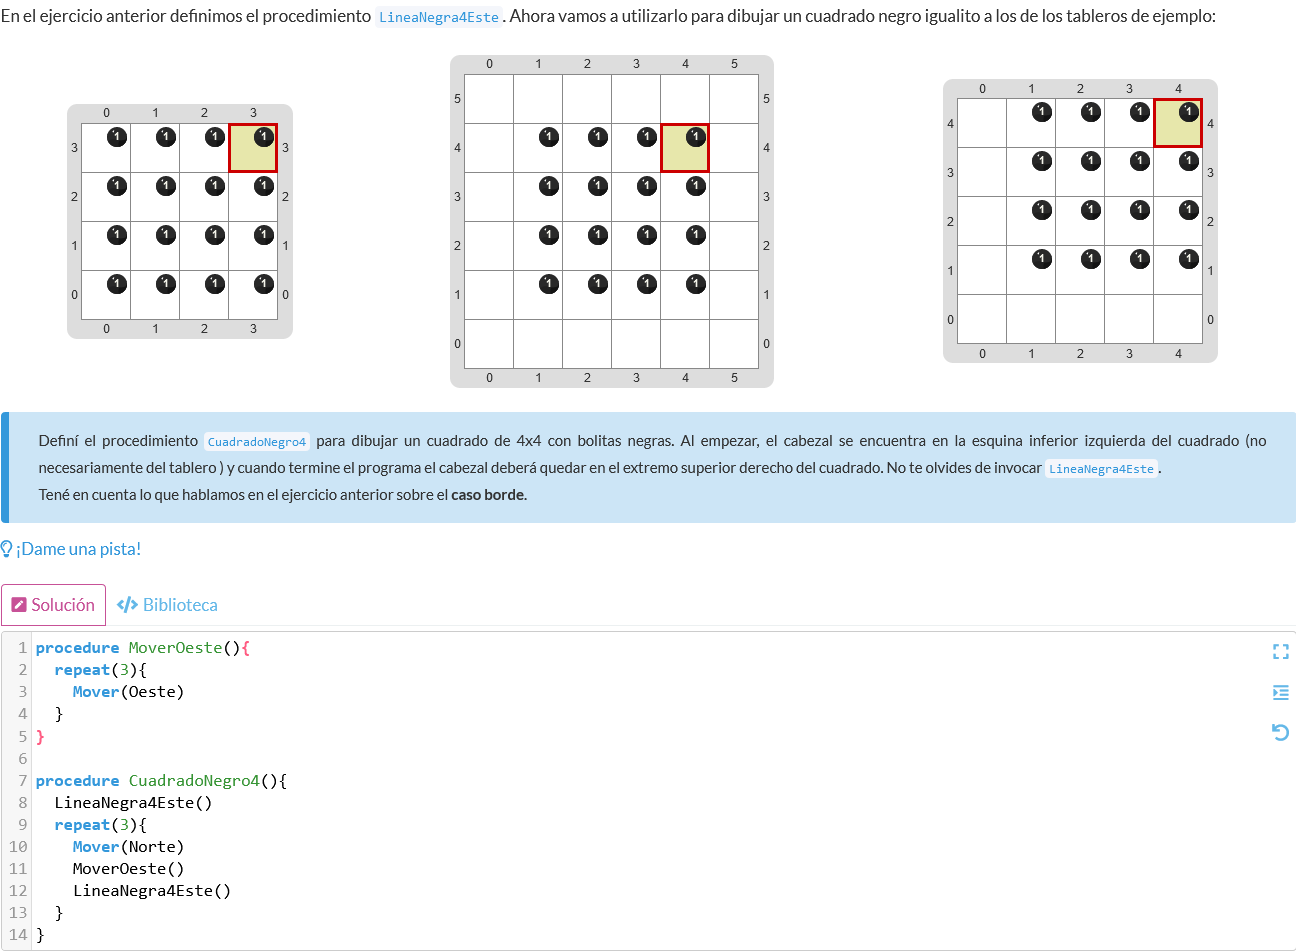 En el ejercicio anterior definimos el procedimiento LineaNegra4Este. Ahora vamos a utilizarlo para dibujar un cuadrado negro igualito a los de los tableros de ejemplo:
0 1 2 3
3 1 1 1 1 3
2 1 1 1 1 2
1 1 1 1 1 1
0 1 1 1 1 0
0 1 2 3
0 1 2 3 4 5
5 5
4 1 1 1 1 4
3 1 1 1 1 3
2 1 1 1 1 2
1 1 1 1 1 1
0 0
0 1 2 3 4 5
0 1 2 3 4
4 1 1 1 1 4
3 1 1 1 1 3
2 1 1 1 1 2
1 1 1 1 1 1
0 0
0 1 2 3 4
Definí el procedimiento CuadradoNegro4 para dibujar un cuadrado de 4x4 con bolitas negras. Al empezar, el cabezal se encuentra en la esquina inferior izquierda del cuadrado (no
necesariamente del tablero ) y cuando termine el programa el cabezal deberá quedar en el extremo superior derecho del cuadrado. No te olvides de invocar LineaNegra4Este.
Tené en cuenta lo que hablamos en el ejercicio anterior sobre el caso borde.
¡Dame una pista!
Solución </> Biblioteca
1 procedure MoverOeste(){
2 repeat(3){
3 Mover(Oeste)
4 }
5 }
6
7 procedure CuadradoNegro4(){
8 LineaNegra4Este()
9 repeat(3){
10 Mover(Norte)
11 MoverOeste()
12 LineaNegra4Este()
13 }
14 }